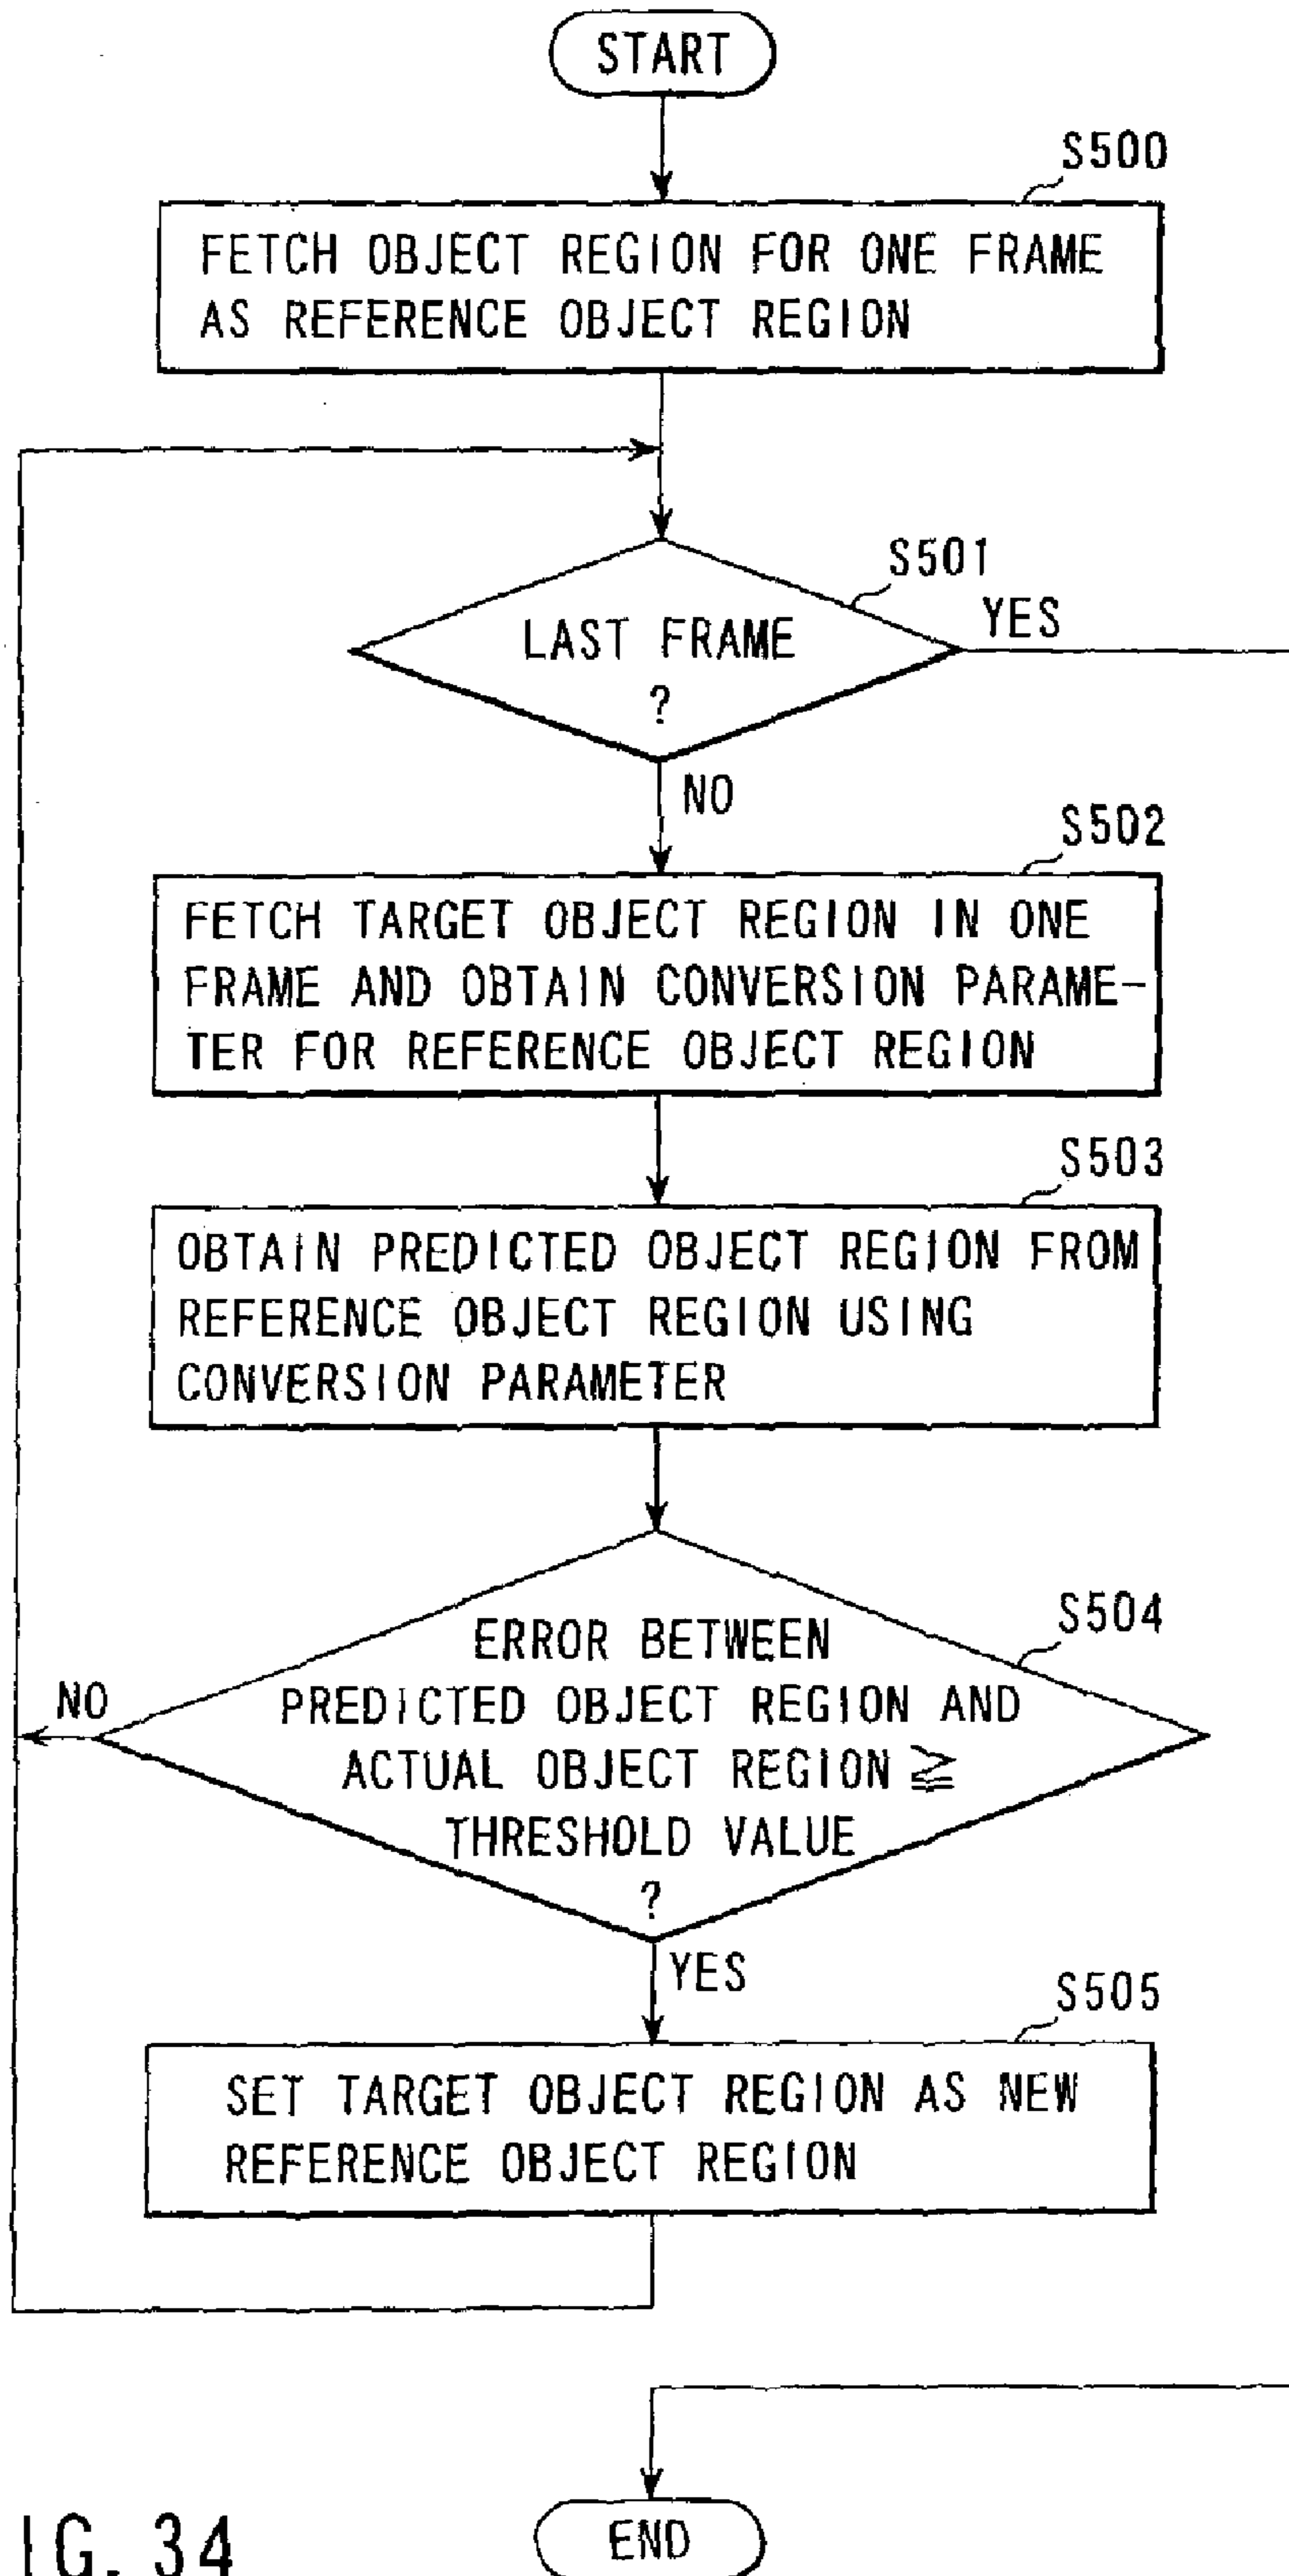 START
S500
FETCH OBJECT REGION FOR ONE FRAME
AS REFERENCE OBJECT REGION
S501
YES
LAST FRAME
?
NO
S502
FETCH TARGET OBJECT REGION IN ONE
FRAME AND OBTAIN CONVERSION PARAME-
TER FOR REFERENCE OBJECT REGION
S503
OBTAIN PREDICTED OBJECT REGION FROM
REFERENCE OBJECT REGION USING
CONVERSION PARAMETER
S504
ERROR BETWEEN
NO
PREDICTED OBJECT REGION AND
ACTUAL OBJECT REGION ≧
THRESHOLD VALUE
?
YES
S505
SET TARGET OBJECT REGION AS NEW
REFERENCE OBJECT REGION
END
IG. 34